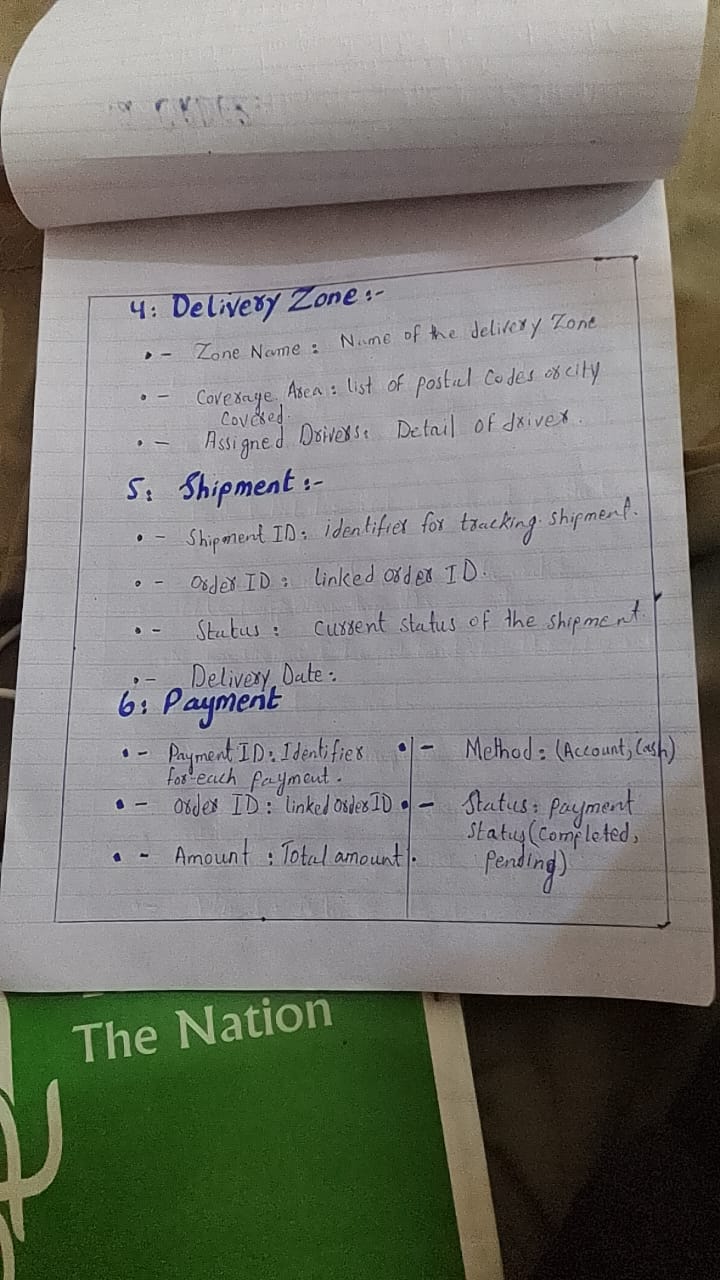 4: Delivery Zone :-
• - Zone Name : Name of the delivery Zone
• - Coverage Area : list of postal Codes or city
Covered.
• - Assigned Drivers: Detail of driver.
5: Shipment :-
• - Shipment ID: identifier for tracking shipment.
• - Order ID : linked order ID.
• - Status : current status of the shipment.
• - Delivery Date :
6: Payment
• - Payment ID: Identifier
for each payment.
• - Order ID : linked Order ID
• - Amount : Total amount.
• - Method : (Account, Cash)
• - Status : Payment
Status (Completed,
Pending)
The Nation